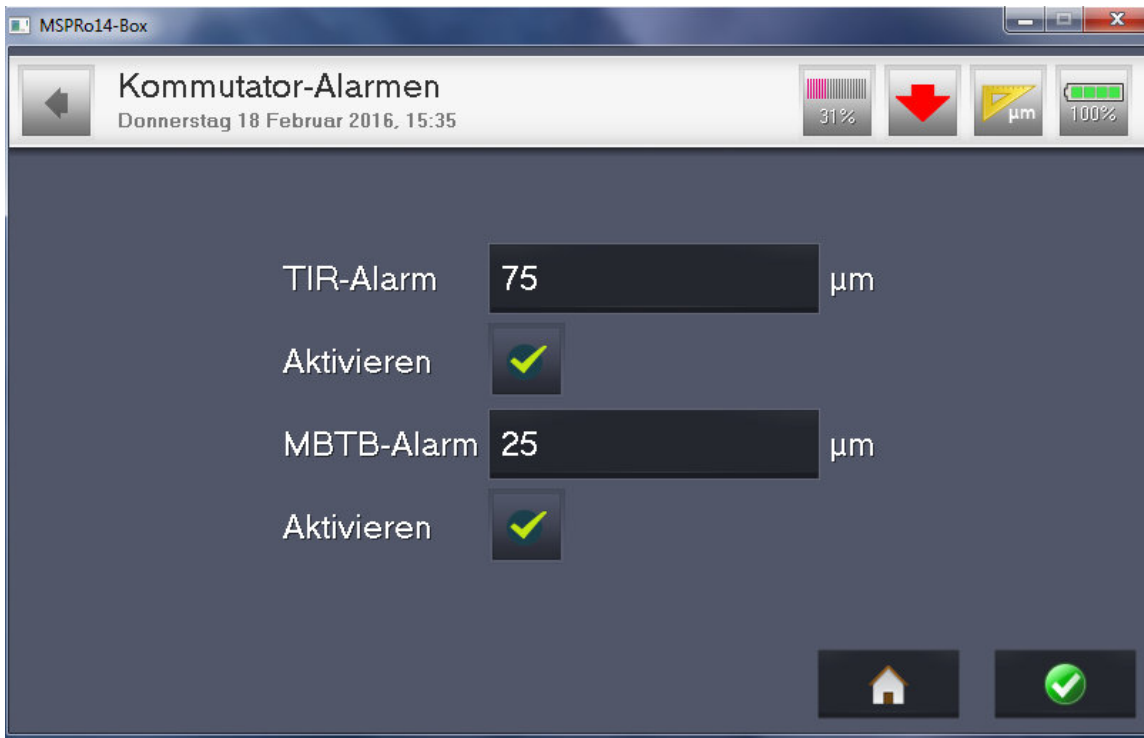 MSPRo14-Box
Kommutator-Alarmen
Donnerstag 18 Februar 2016, 15:35
31%
µm
100%
TIR-Alarm 75 µm
Aktivieren
MBTB-Alarm 25 µm
Aktivieren